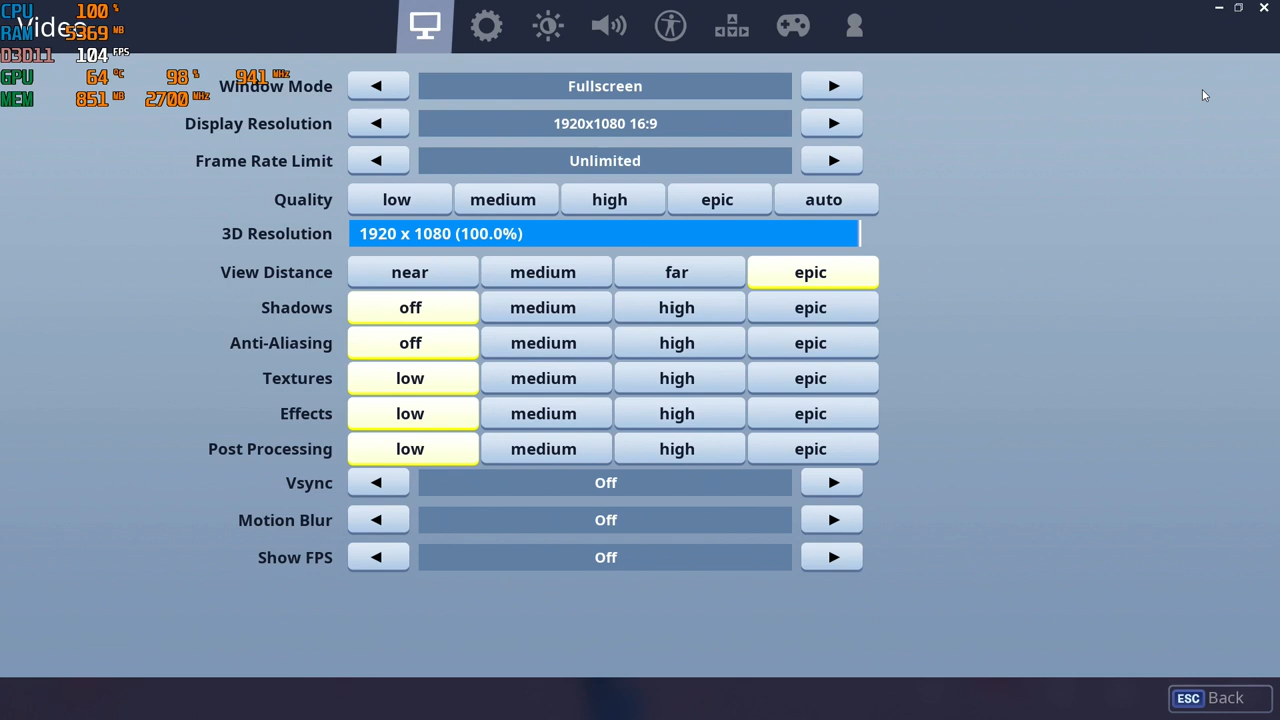 Video
CPU 100 %
RAM 5369 MB
D3D11 104 FPS
GPU 64 °C 98 % 941 MHz
MEM 851 MB 2700 MHz
Window Mode ◀ Fullscreen ▶
Display Resolution ◀ 1920x1080 16:9 ▶
Frame Rate Limit ◀ Unlimited ▶
Quality low medium high epic auto
3D Resolution 1920 x 1080 (100.0%)
View Distance near medium far epic
Shadows off medium high epic
Anti-Aliasing off medium high epic
Textures low medium high epic
Effects low medium high epic
Post Processing low medium high epic
Vsync ◀ Off ▶
Motion Blur ◀ Off ▶
Show FPS ◀ Off ▶
ESC Back